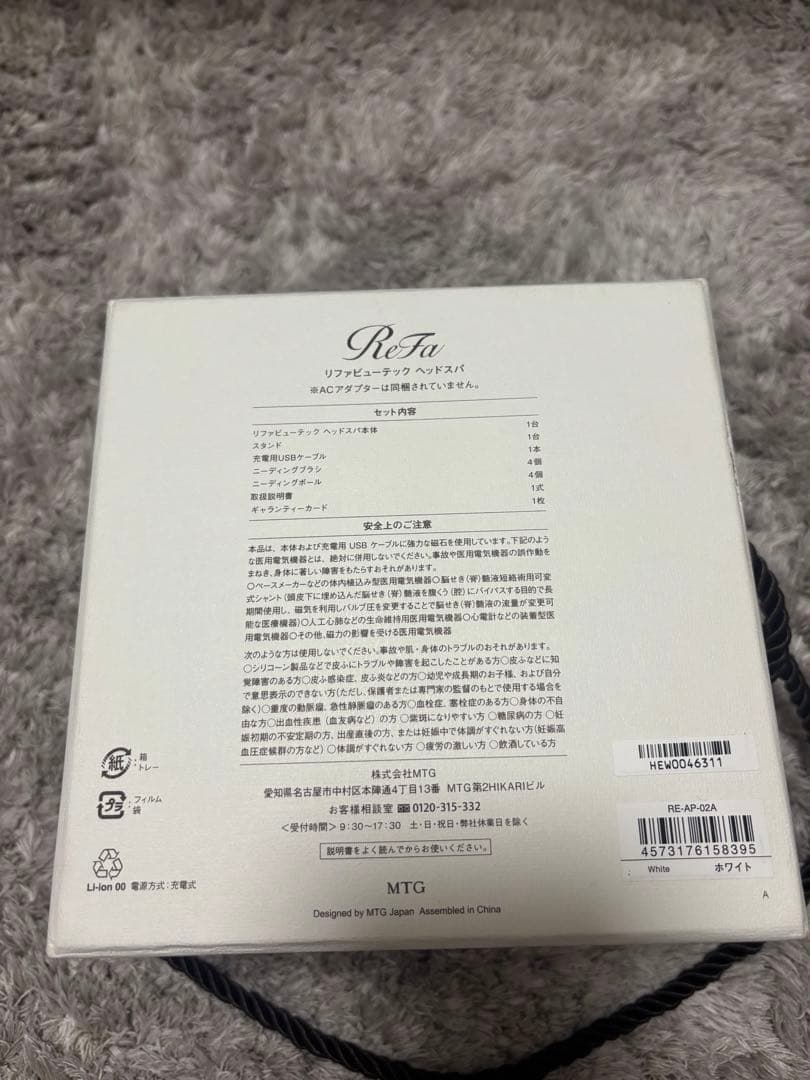 ReFa
リファビューテック ヘッドスパ
※ACアダプターは同梱されていません。
セット内容
リファビューテック ヘッドスパ本体 1台
スタンド 1台
充電用USBケーブル 1本
ニーディングブラシ 4個
ニーディングポール 4個
取扱説明書 1式
ギャランティーカード 1枚
安全上のご注意
本品は、本体および充電用 USB ケーブルに強力な磁石を使用しています。下記のよう
な医用電気機器とは、絶対に併用しないでください。事故や医用電気機器の誤作動を
まねき、身体に著しい障害をもたらすおそれがあります。
○ペースメーカーなどの体内植込み型医用電気機器○脳せき(脊)髄液短絡術用可変
式シャント(頭皮下に埋め込んだ脳せき(脊)髄液を腹くう(腔)にバイパスする目的で長
期間使用し、磁気を利用しバルブ圧を変更することで脳せき(脊)髄液の流量が変更可
能な医療機器)○人工心肺などの生命維持用医用電気機器○心電計などの装着型医
用電気機器○その他、磁力の影響を受ける医用電気機器
次のような方は使用しないでください。事故や肌・身体のトラブルのおそれがあります。
○シリコーン製品などで皮ふにトラブルや障害を起こしたことがある方○皮ふなどに知
覚障害のある方○皮ふ感染症、皮ふ炎などの方○幼児や成長期のお子様、および自分
で意思表示のできない方(ただし、保護者または専門家の監督のもとで使用する場合を
除く)○重度の動脈瘤、急性静脈瘤のある方○血栓症、塞栓症のある方○身体の不自
由な方○出血性疾患(血友病など)の方○紫斑になりやすい方○糖尿病の方○妊
娠初期の不安定期の方、出産直後の方、または妊娠中で体調がすぐれない方(妊娠高
血圧症候群の方など)○体調がすぐれない方○疲労の激しい方○飲酒している方
株式会社MTG
愛知県名古屋市中村区本陣通4丁目13番 MTG第2HIKARIビル
お客様相談室 0120-315-332
<受付時間> 9:30~17:30 土・日・祝日・弊社休業日を除く
説明書をよく読んでからお使いください。
MTG
Designed by MTG Japan Assembled in China
紙 箱
トレー
プラ フィルム
袋
Li-ion 00 電源方式:充電式
HEW0046311
RE-AP-02A
4573176158395
White ホワイト
A